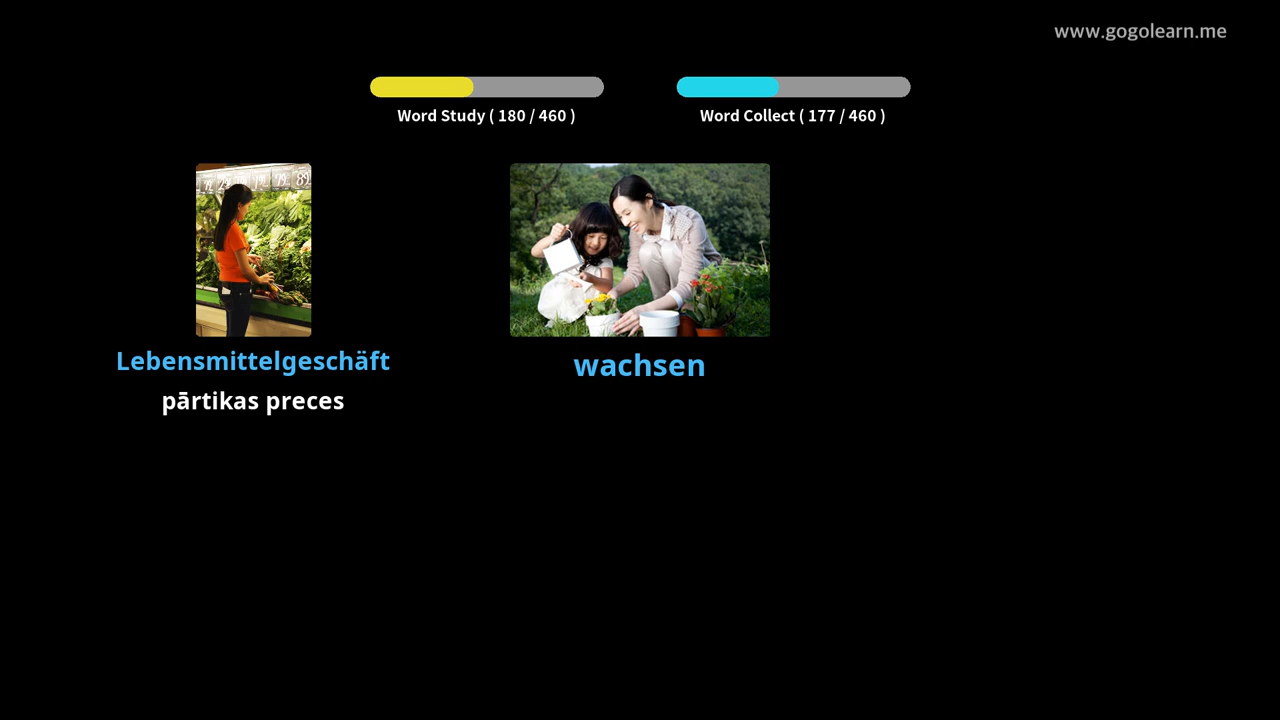 www.gogolearn.me
Word Study ( 180 / 460 )
Word Collect ( 177 / 460 )
Lebensmittelgeschäft
pārtikas preces
wachsen